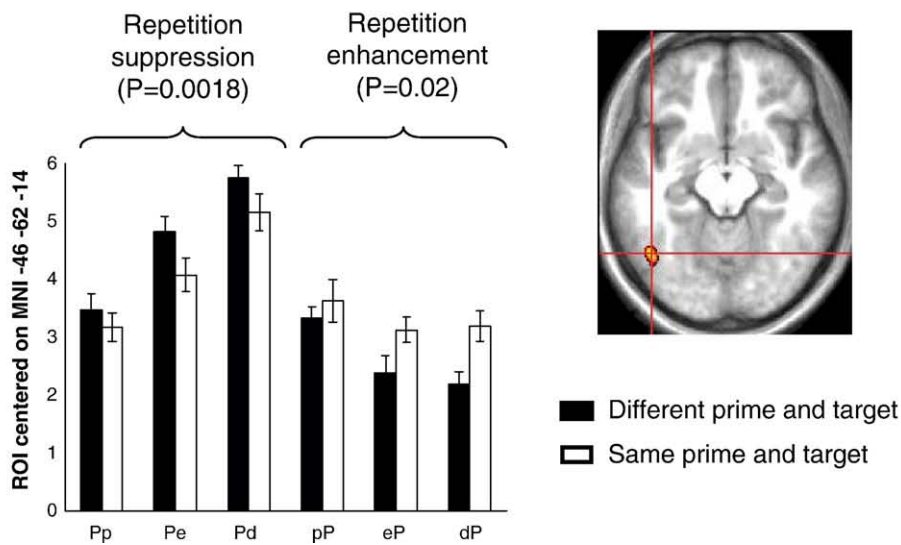 Repetition
suppression
(P=0.0018)
Repetition
enhancement
(P=0.02)
ROI centered on MNI -46 -62 -14
6
5
4
3
2
1
0
Pp Pe Pd pP eP dP
Different prime and target
Same prime and target